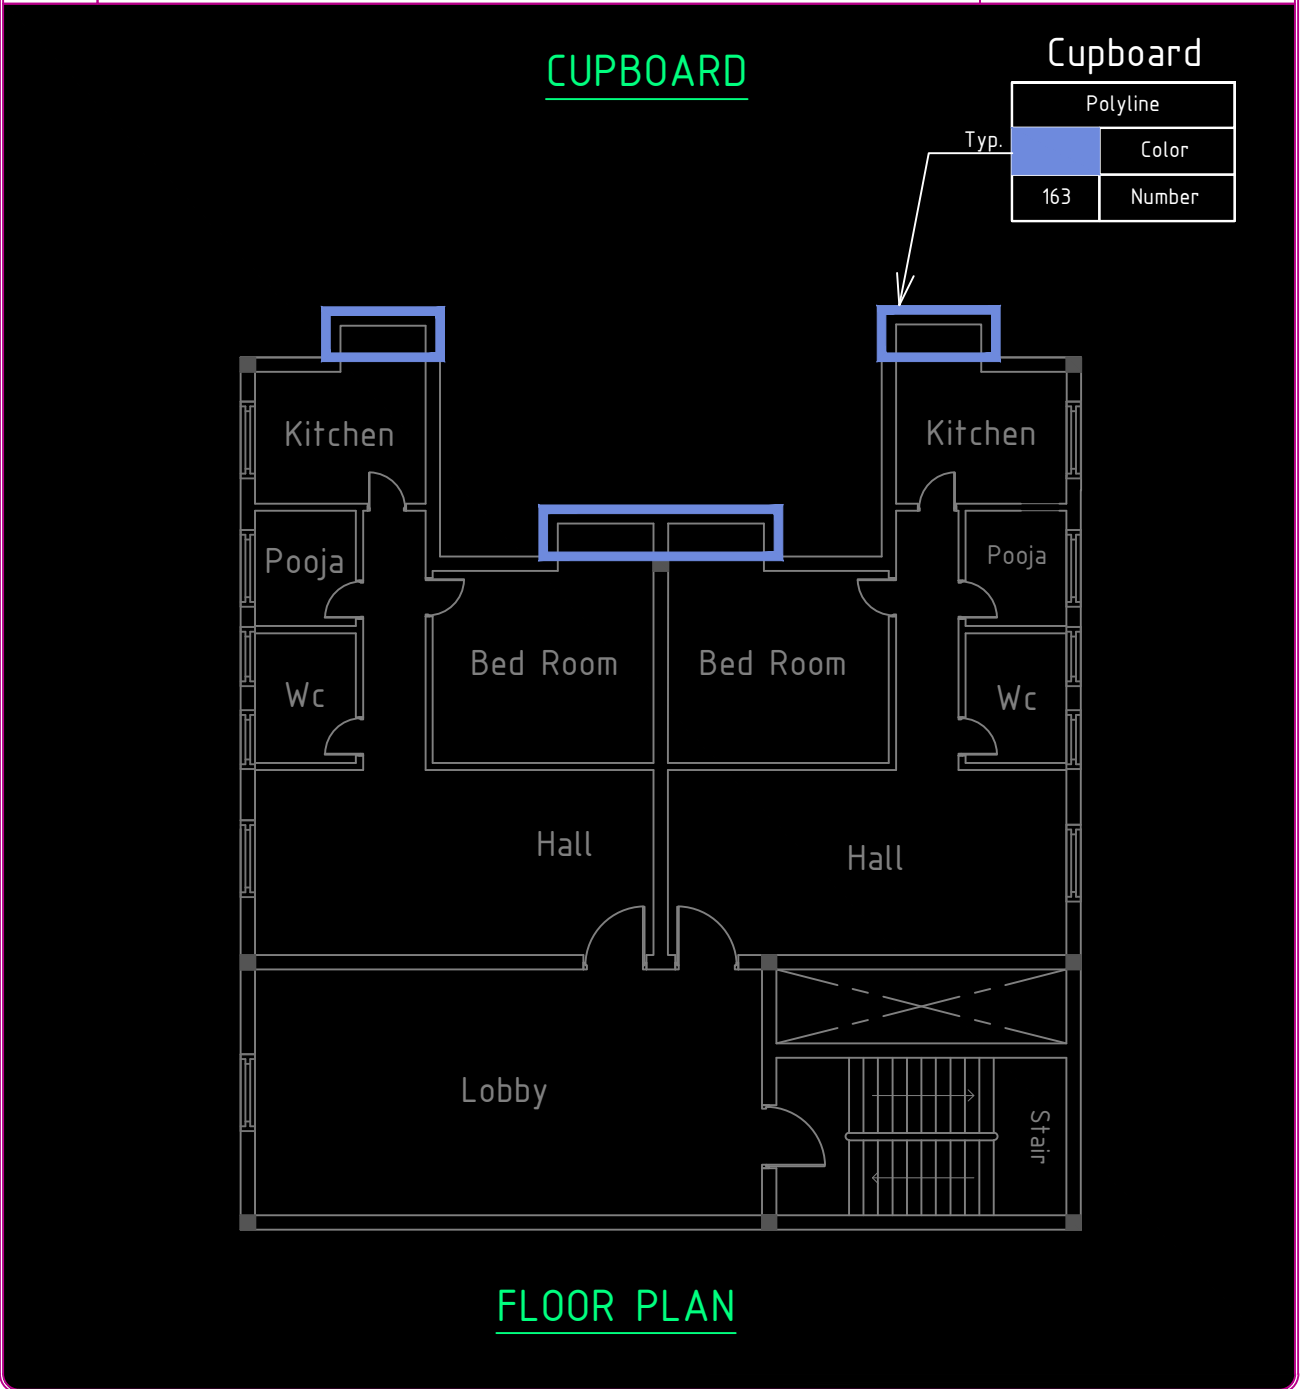 CUPBOARD
Cupboard
Polyline
Typ.
Color
163
Number
Kitchen
Kitchen
Pooja
Pooja
Bed Room
Bed Room
Wc
Wc
Hall
Hall
Lobby
Stair
FLOOR PLAN